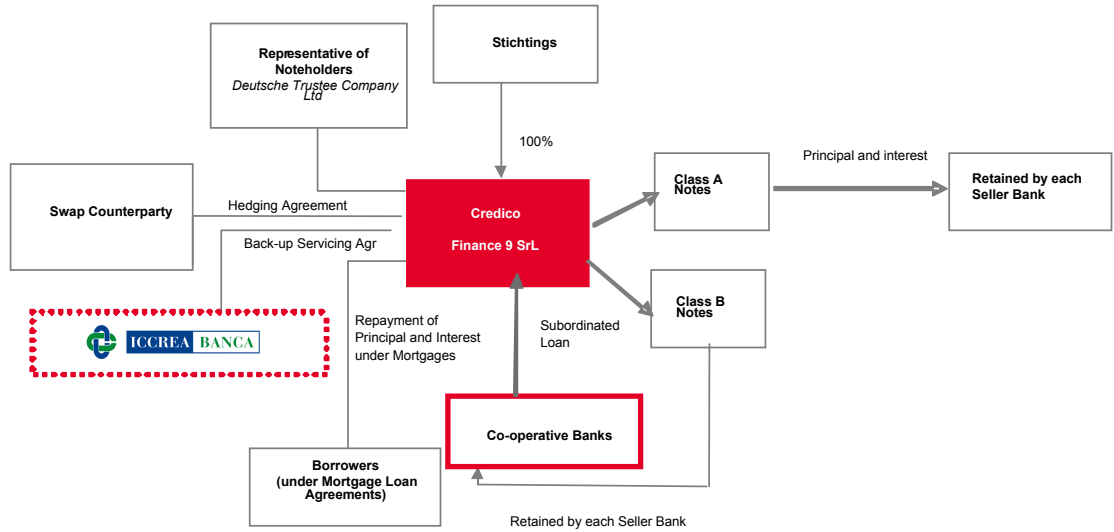 Stichtings
Representative of
Noteholders
Deutsche Trustee Company
Ltd
100%
Principal and interest
Class A
Notes
Retained by each
Seller Bank
Swap Counterparty
Hedging Agreement
Credico
Finance 9 SrL
Back-up Servicing Agr
Class B
Notes
ICCREA BANCA
Repayment of
Principal and Interest
under Mortgages
Subordinated
Loan
Co-operative Banks
Borrowers
(under Mortgage Loan
Agreements)
Retained by each Seller Bank